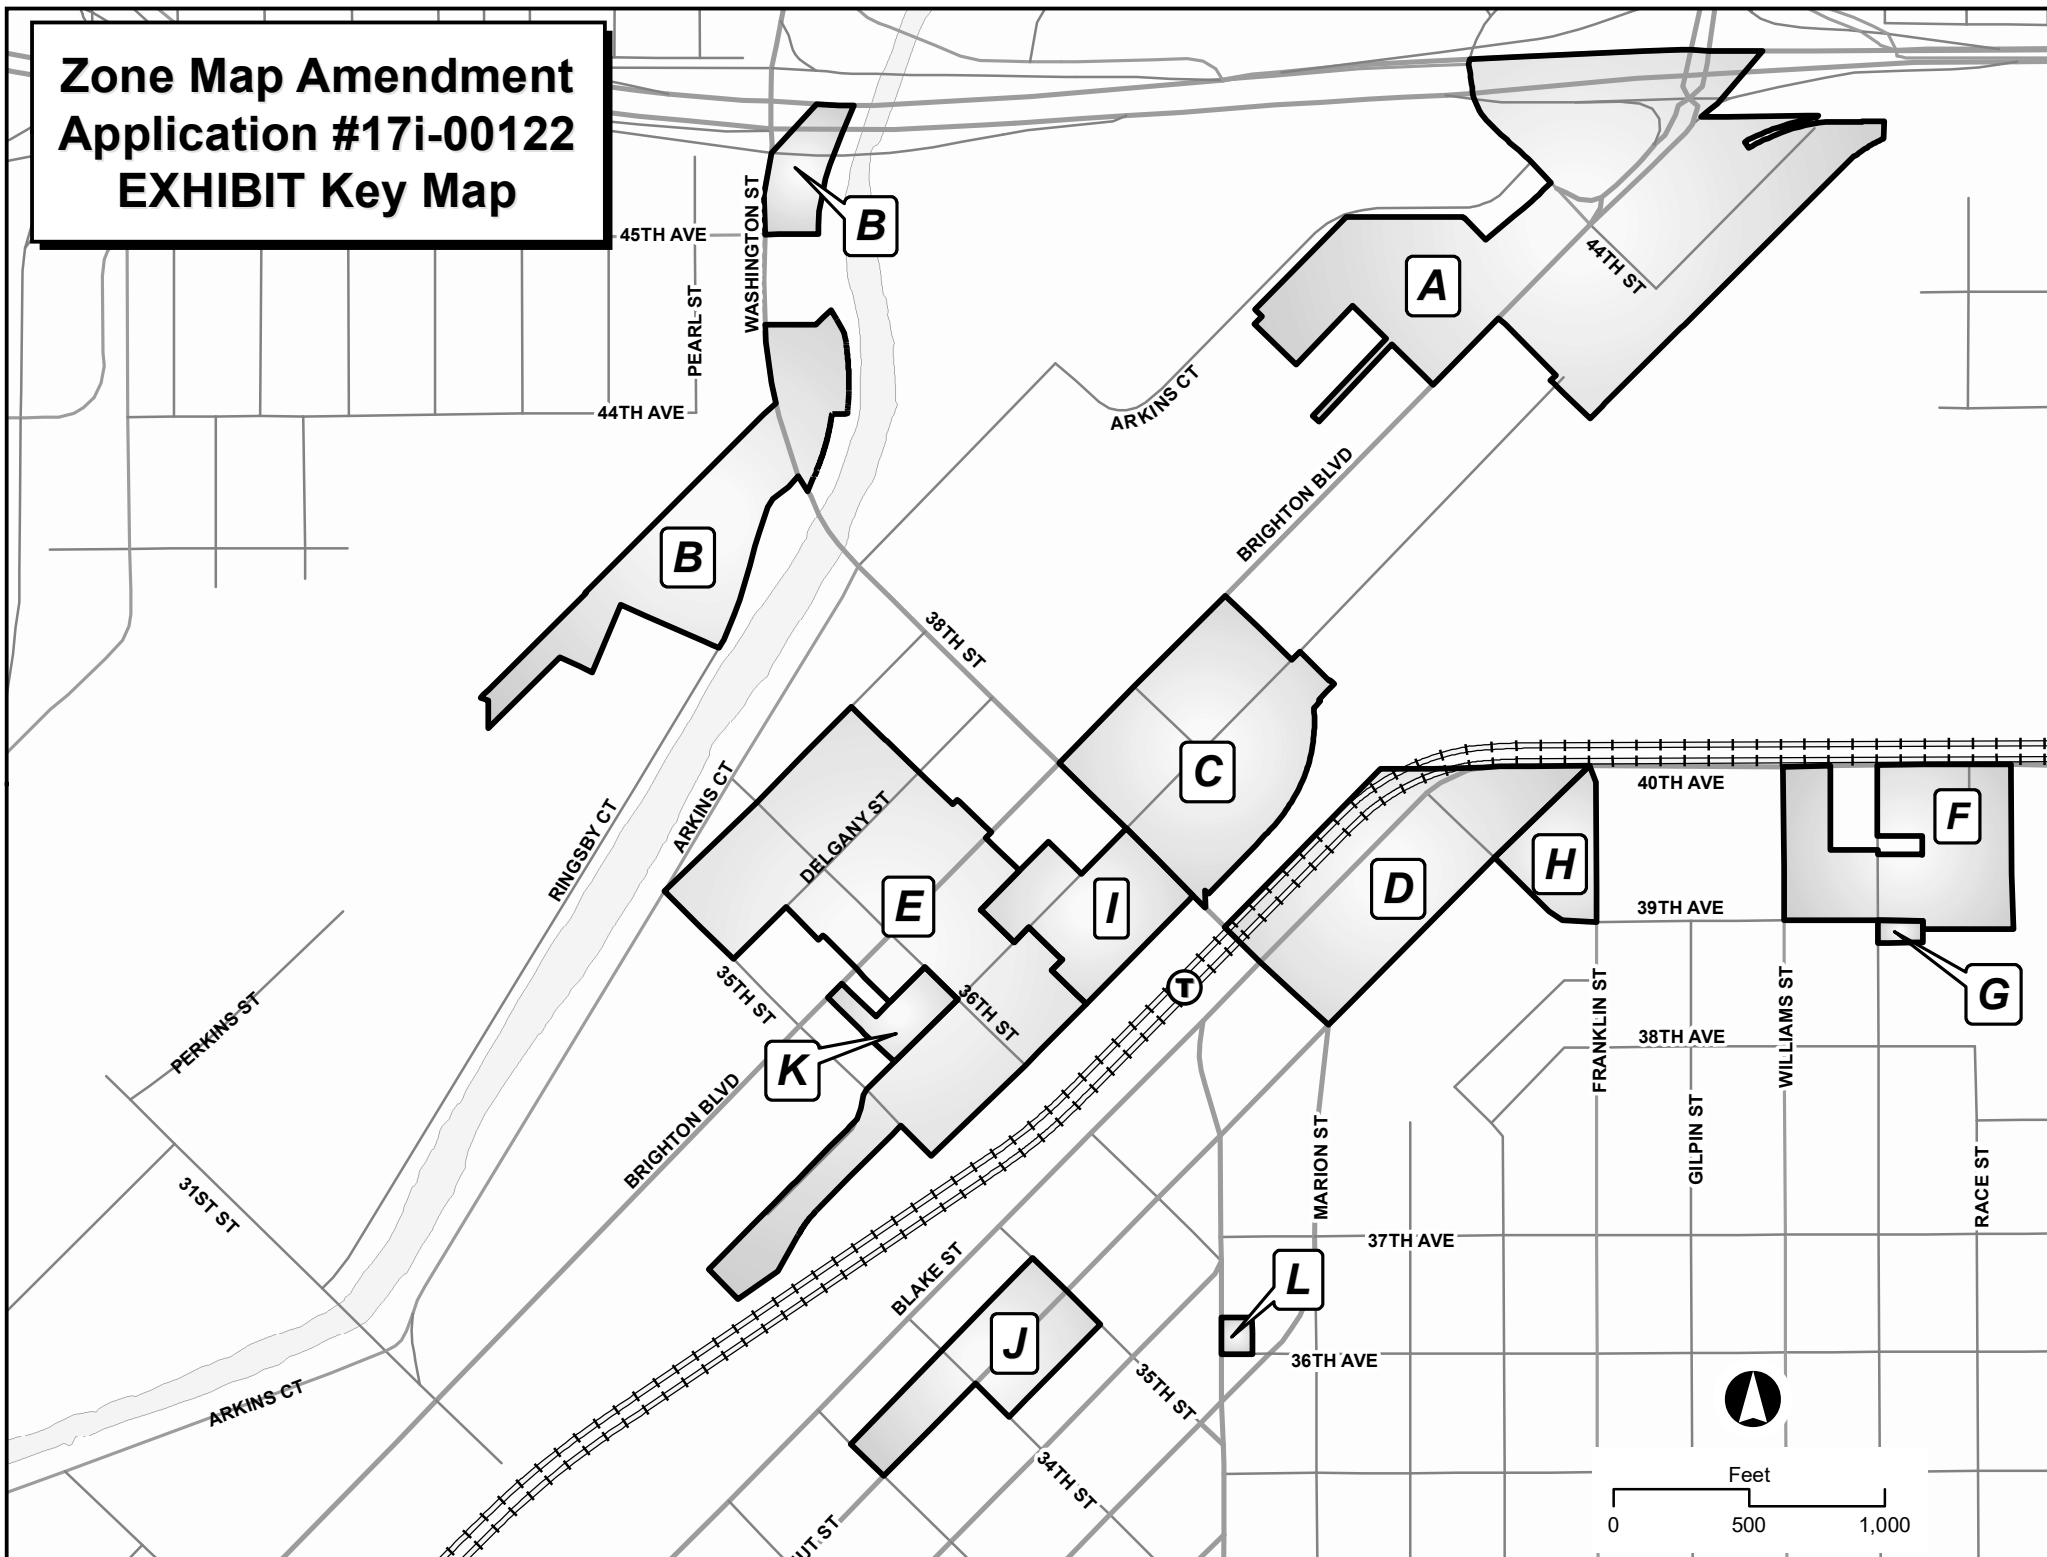 Zone Map Amendment
Application #17i-00122
EXHIBIT Key Map
45TH AVE
WASHINGTON ST
PEARL ST
44TH AVE
B
B
A
44TH ST
ARKINS CT
BRIGHTON BLVD
38TH ST
C
40TH AVE
F
H
D
39TH AVE
G
RINGSBY CT
ARKINS CT
DELGANY ST
E
I
35TH ST
36TH ST
K
T
PERKINS ST
31ST ST
BRIGHTON BLVD
FRANKLIN ST
38TH AVE
WILLIAMS ST
GILPIN ST
MARION ST
RACE ST
37TH AVE
L
BLAKE ST
J
36TH AVE
35TH ST
34TH ST
ARKINS CT
UT ST
Feet
0 500 1,000